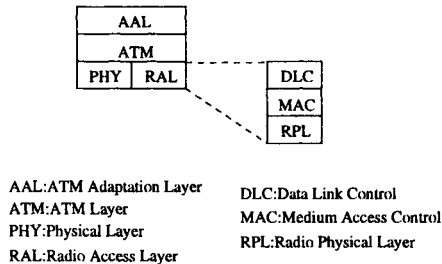 AAL
ATM
PHY RAL
DLC
MAC
RPL
AAL:ATM Adaptation Layer
ATM:ATM Layer
PHY:Physical Layer
RAL:Radio Access Layer
DLC:Data Link Control
MAC:Medium Access Control
RPL:Radio Physical Layer